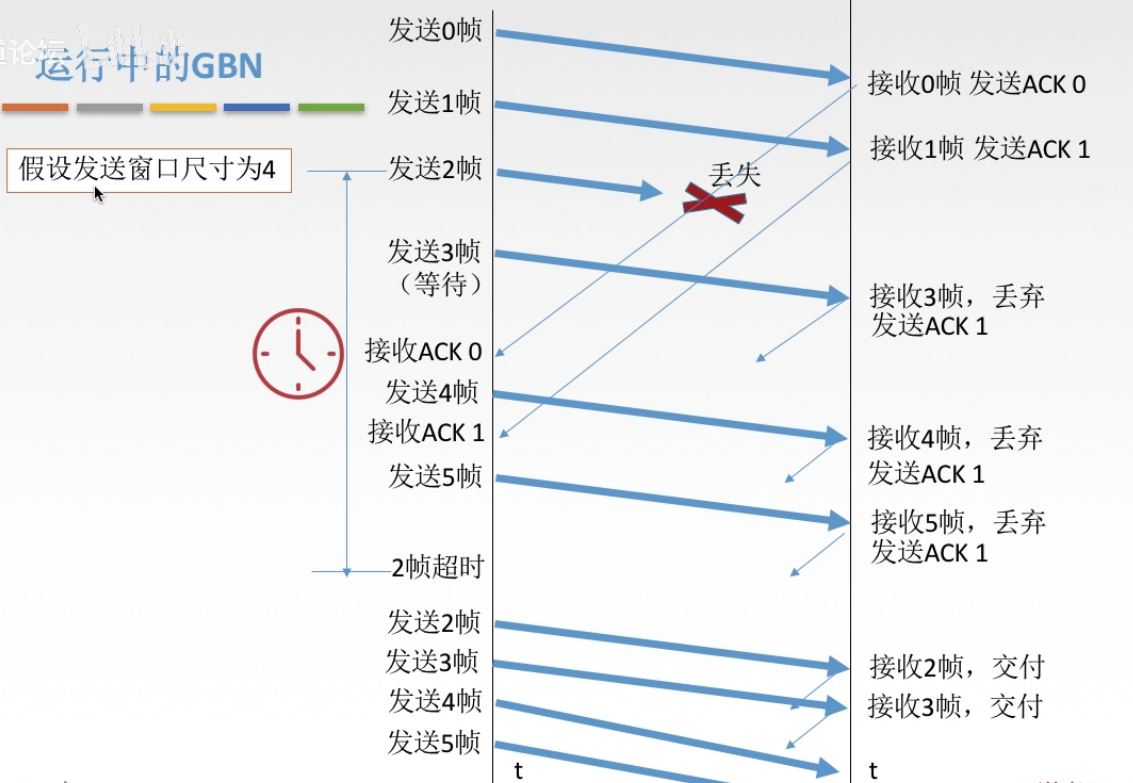 道论坛
运行中的GBN
假设发送窗口尺寸为4
发送0帧
发送1帧
发送2帧
发送3帧
（等待）
接收ACK 0
发送4帧
接收ACK 1
发送5帧
2帧超时
发送2帧
发送3帧
发送4帧
发送5帧
t
丢失
接收0帧 发送ACK 0
接收1帧 发送ACK 1
接收3帧，丢弃
发送ACK 1
接收4帧，丢弃
发送ACK 1
接收5帧，丢弃
发送ACK 1
接收2帧，交付
接收3帧，交付
t